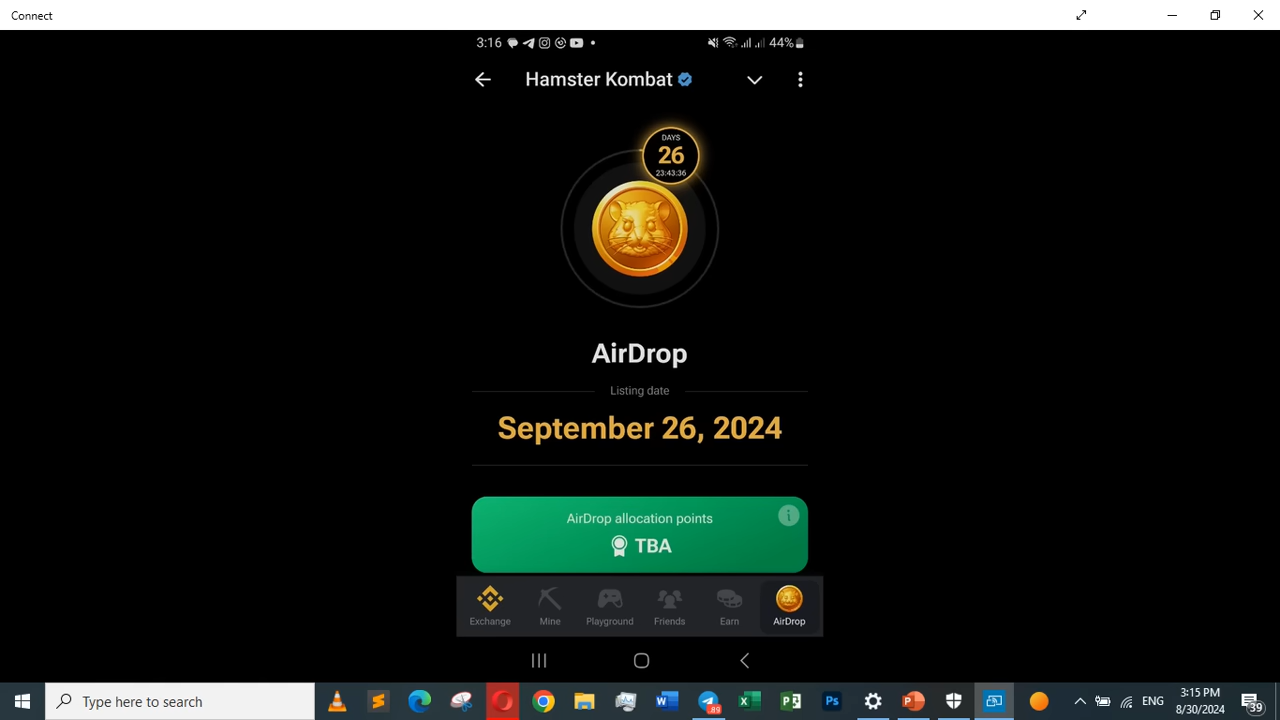 Connect
3:16
44%
Hamster Kombat
DAYS
26
23:43:36
AirDrop
Listing date
September 26, 2024
AirDrop allocation points
TBA
Exchange
Mine
Playground
Friends
Earn
AirDrop
Type here to search
89
ENG
3:15 PM
8/30/2024
39